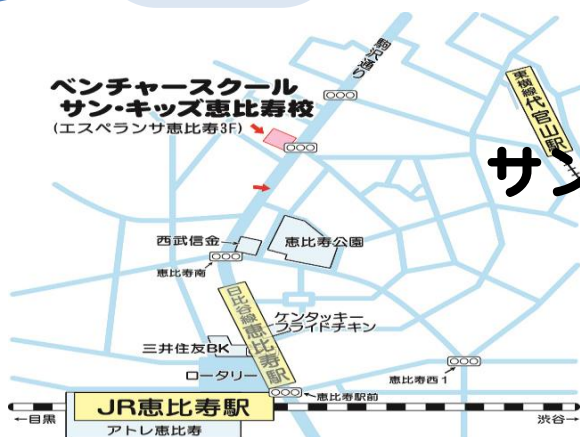 駒沢通り
ベンチャースクール
サン・キッズ恵比寿校
(エスペランサ恵比寿3F)
東横線代官山駅
サン
西武信金
恵比寿公園
恵比寿南
日比谷線恵比寿駅
ケンタッキー
フライドチキン
三井住友BK
ロータリー
恵比寿西1
恵比寿駅前
JR恵比寿駅
←目黒
渋谷→
アトレ恵比寿